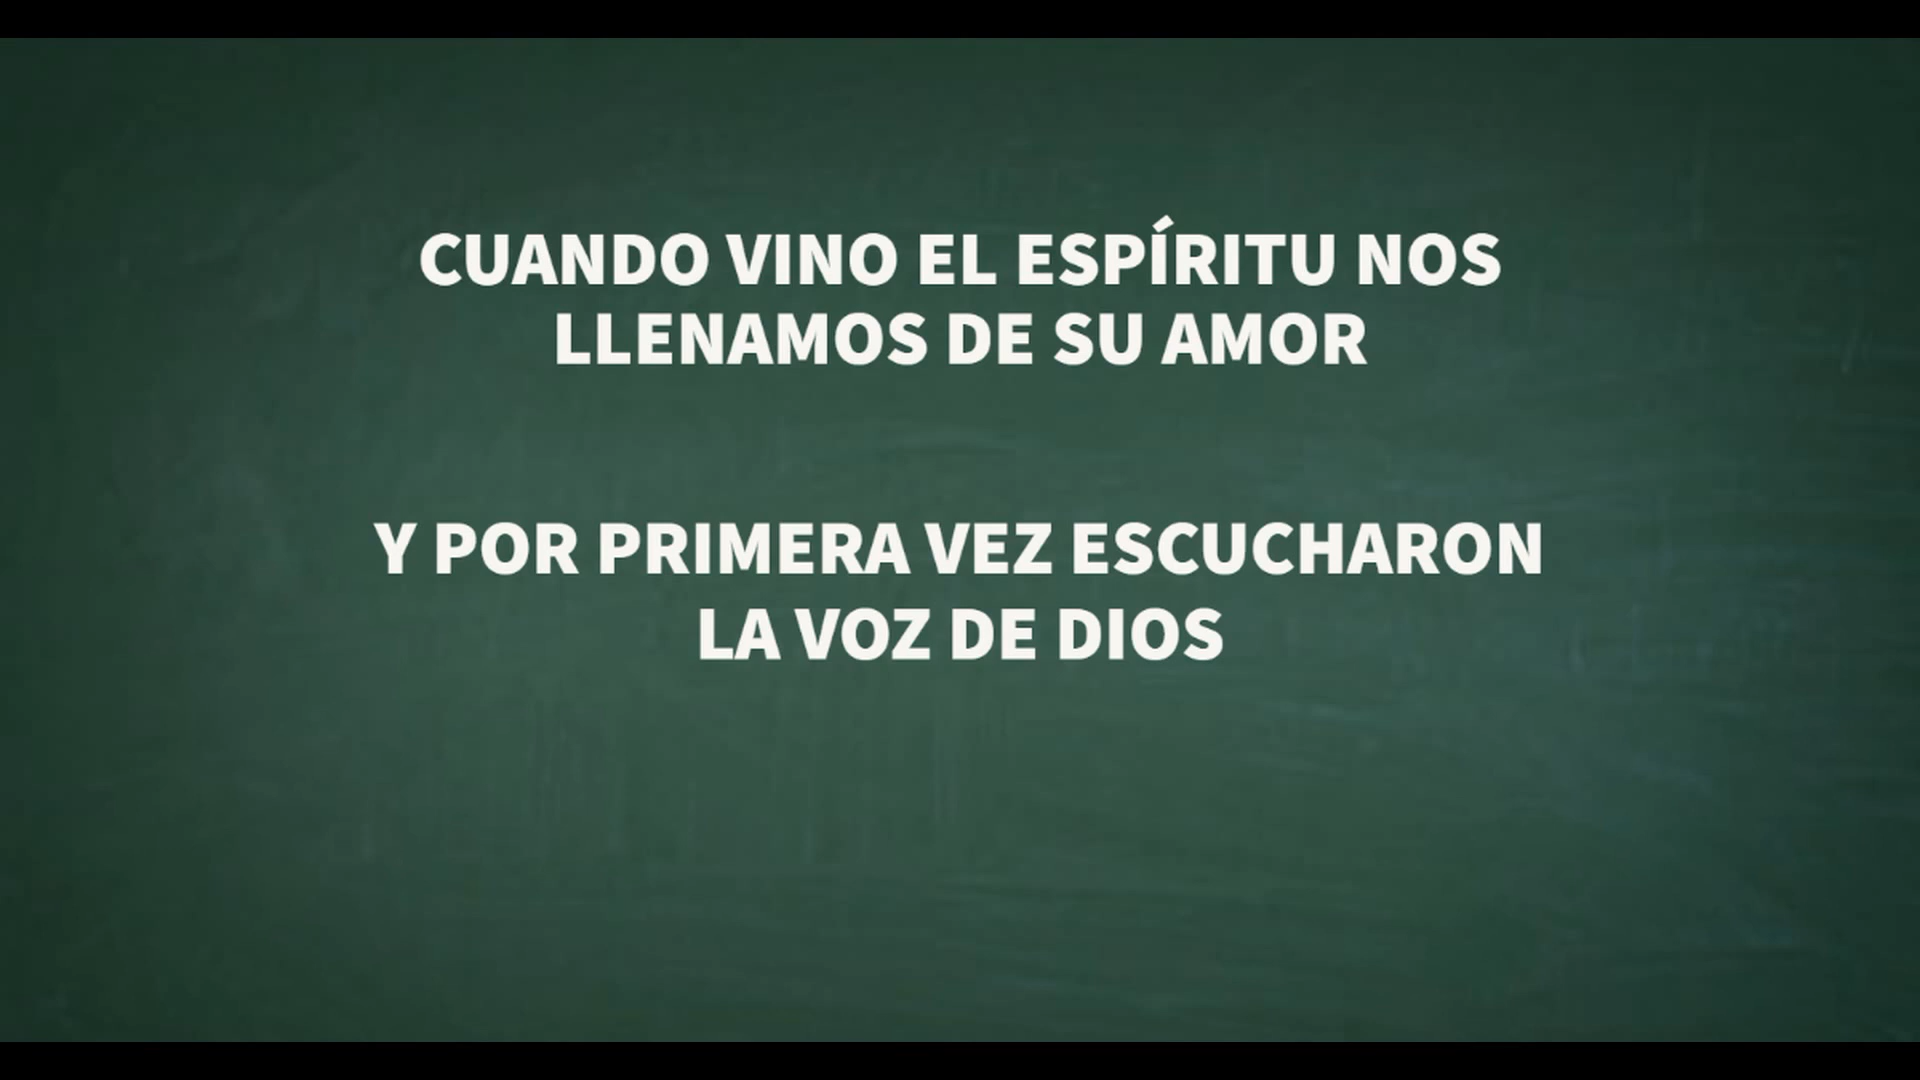 CUANDO VINO EL ESPÍRITU NOS
LLENAMOS DE SU AMOR
Y POR PRIMERA VEZ ESCUCHARON
LA VOZ DE DIOS